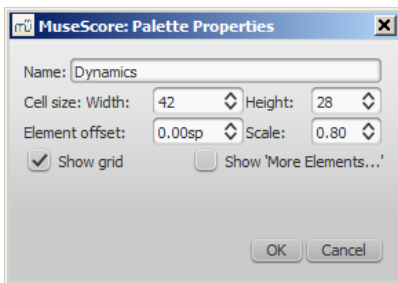 mü MuseScore: Palette Properties
Name: Dynamics
Cell size: Width: 42 Height: 28
Element offset: 0.00sp Scale: 0.80
Show grid Show 'More Elements...'
OK Cancel